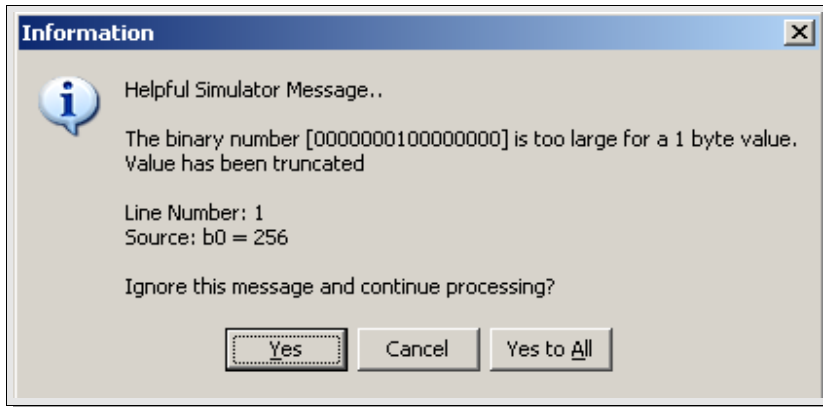 Information
Helpful Simulator Message..
The binary number [0000000100000000] is too large for a 1 byte value.
Value has been truncated
Line Number: 1
Source: b0 = 256
Ignore this message and continue processing?
Yes Cancel Yes to All